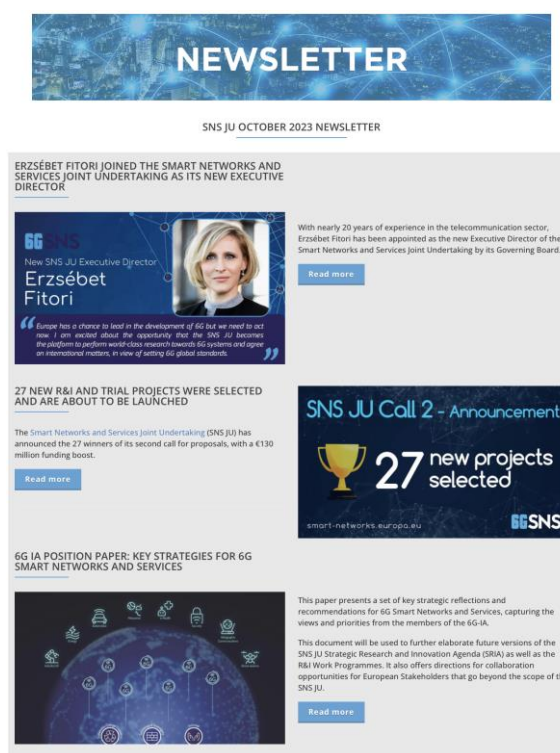 NEWSLETTER
SNS JU OCTOBER 2023 NEWSLETTER
ERZSÉBET FITORI JOINED THE SMART NETWORKS AND
SERVICES JOINT UNDERTAKING AS ITS NEW EXECUTIVE
DIRECTOR
6GSNS
New SNS JU Executive Director
Erzsébet
Fitori
Europe has a chance to lead in the development of 6G but we need to act
now. I am excited about the opportunity that the SNS JU becomes
the platform to perform world-class research towards 6G systems and agree
on international matters, in view of setting 6G global standards.
With nearly 20 years of experience in the telecommunication sector,
Erzsébet Fitori has been appointed as the new Executive Director of the
Smart Networks and Services Joint Undertaking by its Governing Board.
Read more
27 NEW R&I AND TRIAL PROJECTS WERE SELECTED
AND ARE ABOUT TO BE LAUNCHED
The Smart Networks and Services Joint Undertaking (SNS JU) has
announced the 27 winners of its second call for proposals, with a €130
million funding boost.
Read more
SNS JU Call 2 - Announcement
27 new projects
selected
smart-networks.europa.eu
6GSNS
6G IA POSITION PAPER: KEY STRATEGIES FOR 6G
SMART NETWORKS AND SERVICES
This paper presents a set of key strategic reflections and
recommendations for 6G Smart Networks and Services, capturing the
views and priorities from the members of the 6G-IA.
This document will be used to further elaborate future versions of the
SNS JU Strategic Research and Innovation Agenda (SRIA) as well as the
R&I Work Programmes. It also offers directions for collaboration
opportunities for European Stakeholders that go beyond the scope of
SNS JU.
Read more